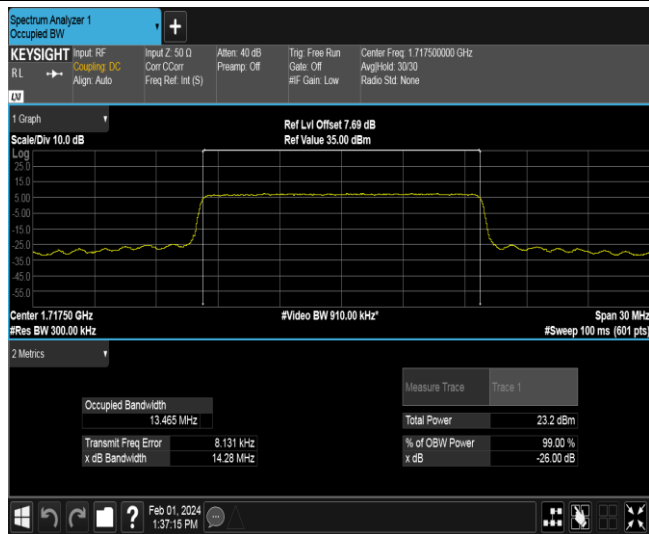 Spectrum Analyzer 1
Occupied BW
+
KEYSIGHT
RL
LXI
Input: RF
Coupling: DC
Align: Auto
Input Z: 50 Ω
Corr CCorr
Freq Ref: Int (S)
Atten: 40 dB
Preamp: Off
Trig: Free Run
Gate: Off
#IF Gain: Low
Center Freq: 1.717500000 GHz
Avg|Hold: 30/30
Radio Std: None
1 Graph
Scale/Div 10.0 dB
Ref Lvl Offset 7.69 dB
Ref Value 35.00 dBm
Log
25.0
15.0
5.00
-5.00
-15.0
-25.0
-35.0
-45.0
-55.0
Center 1.71750 GHz
#Res BW 300.00 kHz
#Video BW 910.00 kHz*
Span 30 MHz
#Sweep 100 ms (601 pts)
2 Metrics
Measure Trace Trace 1
Occupied Bandwidth
13.465 MHz
Total Power 23.2 dBm
Transmit Freq Error 8.131 kHz
% of OBW Power 99.00 %
x dB Bandwidth 14.28 MHz
x dB -26.00 dB
?
Feb 01, 2024
1:37:15 PM